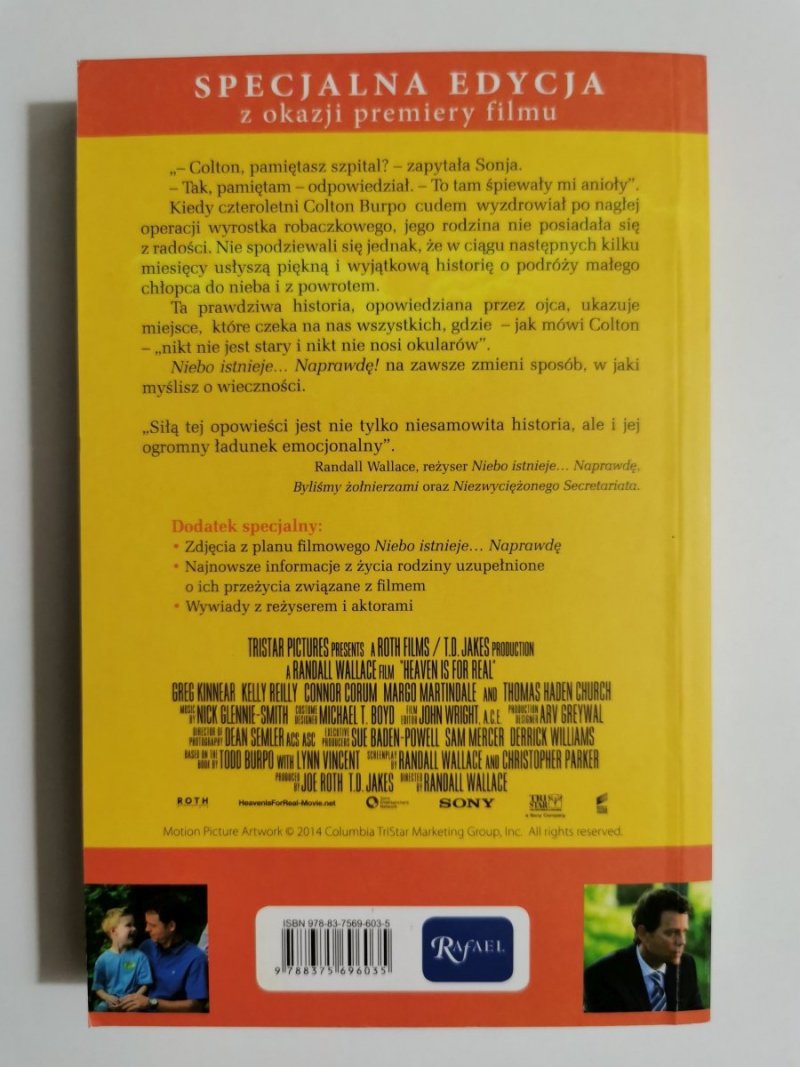 SPECJALNA EDYCJA
z okazji premiery filmu
„– Colton, pamiętasz szpital? – zapytała Sonja.
– Tak, pamiętam – odpowiedział. – To tam śpiewały mi anioły”.
Kiedy czteroletni Colton Burpo cudem wyzdrowiał po nagłej
operacji wyrostka robaczkowego, jego rodzina nie posiadała się
z radości. Nie spodziewali się jednak, że w ciągu następnych kilku
miesięcy usłyszą piękną i wyjątkową historię o podróży małego
chłopca do nieba i z powrotem.
Ta prawdziwa historia, opowiedziana przez ojca, ukazuje
miejsce, które czeka na nas wszystkich, gdzie – jak mówi Colton
– „nikt nie jest stary i nikt nie nosi okularów”.
Niebo istnieje... Naprawdę! na zawsze zmieni sposób, w jaki
myślisz o wieczności.
„Siłą tej opowieści jest nie tylko niesamowita historia, ale i jej
ogromny ładunek emocjonalny”.
Randall Wallace, reżyser Niebo istnieje... Naprawdę,
Byliśmy żołnierzami oraz Niezwyciężonego Secretariata.
Dodatek specjalny:
• Zdjęcia z planu filmowego Niebo istnieje... Naprawdę
• Najnowsze informacje z życia rodziny uzupełnione
o ich przeżycia związane z filmem
• Wywiady z reżyserem i aktorami
TRISTAR PICTURES PRESENTS A ROTH FILMS / T.D. JAKES PRODUCTION
A RANDALL WALLACE FILM "HEAVEN IS FOR REAL"
GREG KINNEAR KELLY REILLY CONNOR CORUM MARGO MARTINDALE AND THOMAS HADEN CHURCH
MUSIC BY NICK GLENNIE-SMITH COSTUME DESIGNER MICHAEL T. BOYD FILM EDITOR JOHN WRIGHT, A.C.E. PRODUCTION DESIGNER ARV GREYWAL
DIRECTOR OF PHOTOGRAPHY DEAN SEMLER ACS ASC EXECUTIVE PRODUCERS SUE BADEN-POWELL SAM MERCER DERRICK WILLIAMS
BASED ON THE BOOK BY TODD BURPO WITH LYNN VINCENT SCREENPLAY BY RANDALL WALLACE AND CHRISTOPHER PARKER
PRODUCED BY JOE ROTH T.D. JAKES DIRECTED BY RANDALL WALLACE
ROTH HeavenIsForReal-Movie.net SONY TRISTAR a Sony Company
Motion Picture Artwork © 2014 Columbia TriStar Marketing Group, Inc. All rights reserved.
ISBN 978-83-7569-603-5
9 788375 696035
RAFAEL